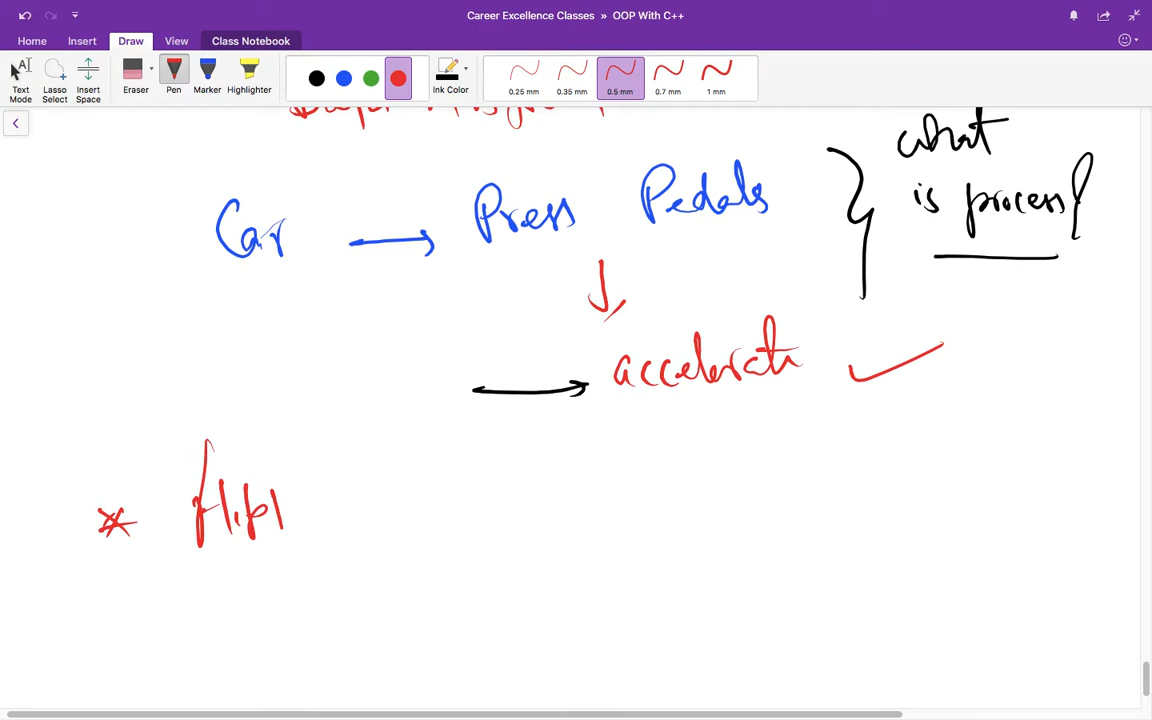 Career Excellence Classes » OOP With C++
Home Insert Draw View Class Notebook
Text Mode
Lasso Select
Insert Space
Eraser
Pen
Marker
Highlighter
Ink Color
0.25 mm
0.35 mm
0.5 mm
0.7 mm
1 mm
what
is process?
Car → Press Pedals
↓
→ accelerate ✓
*